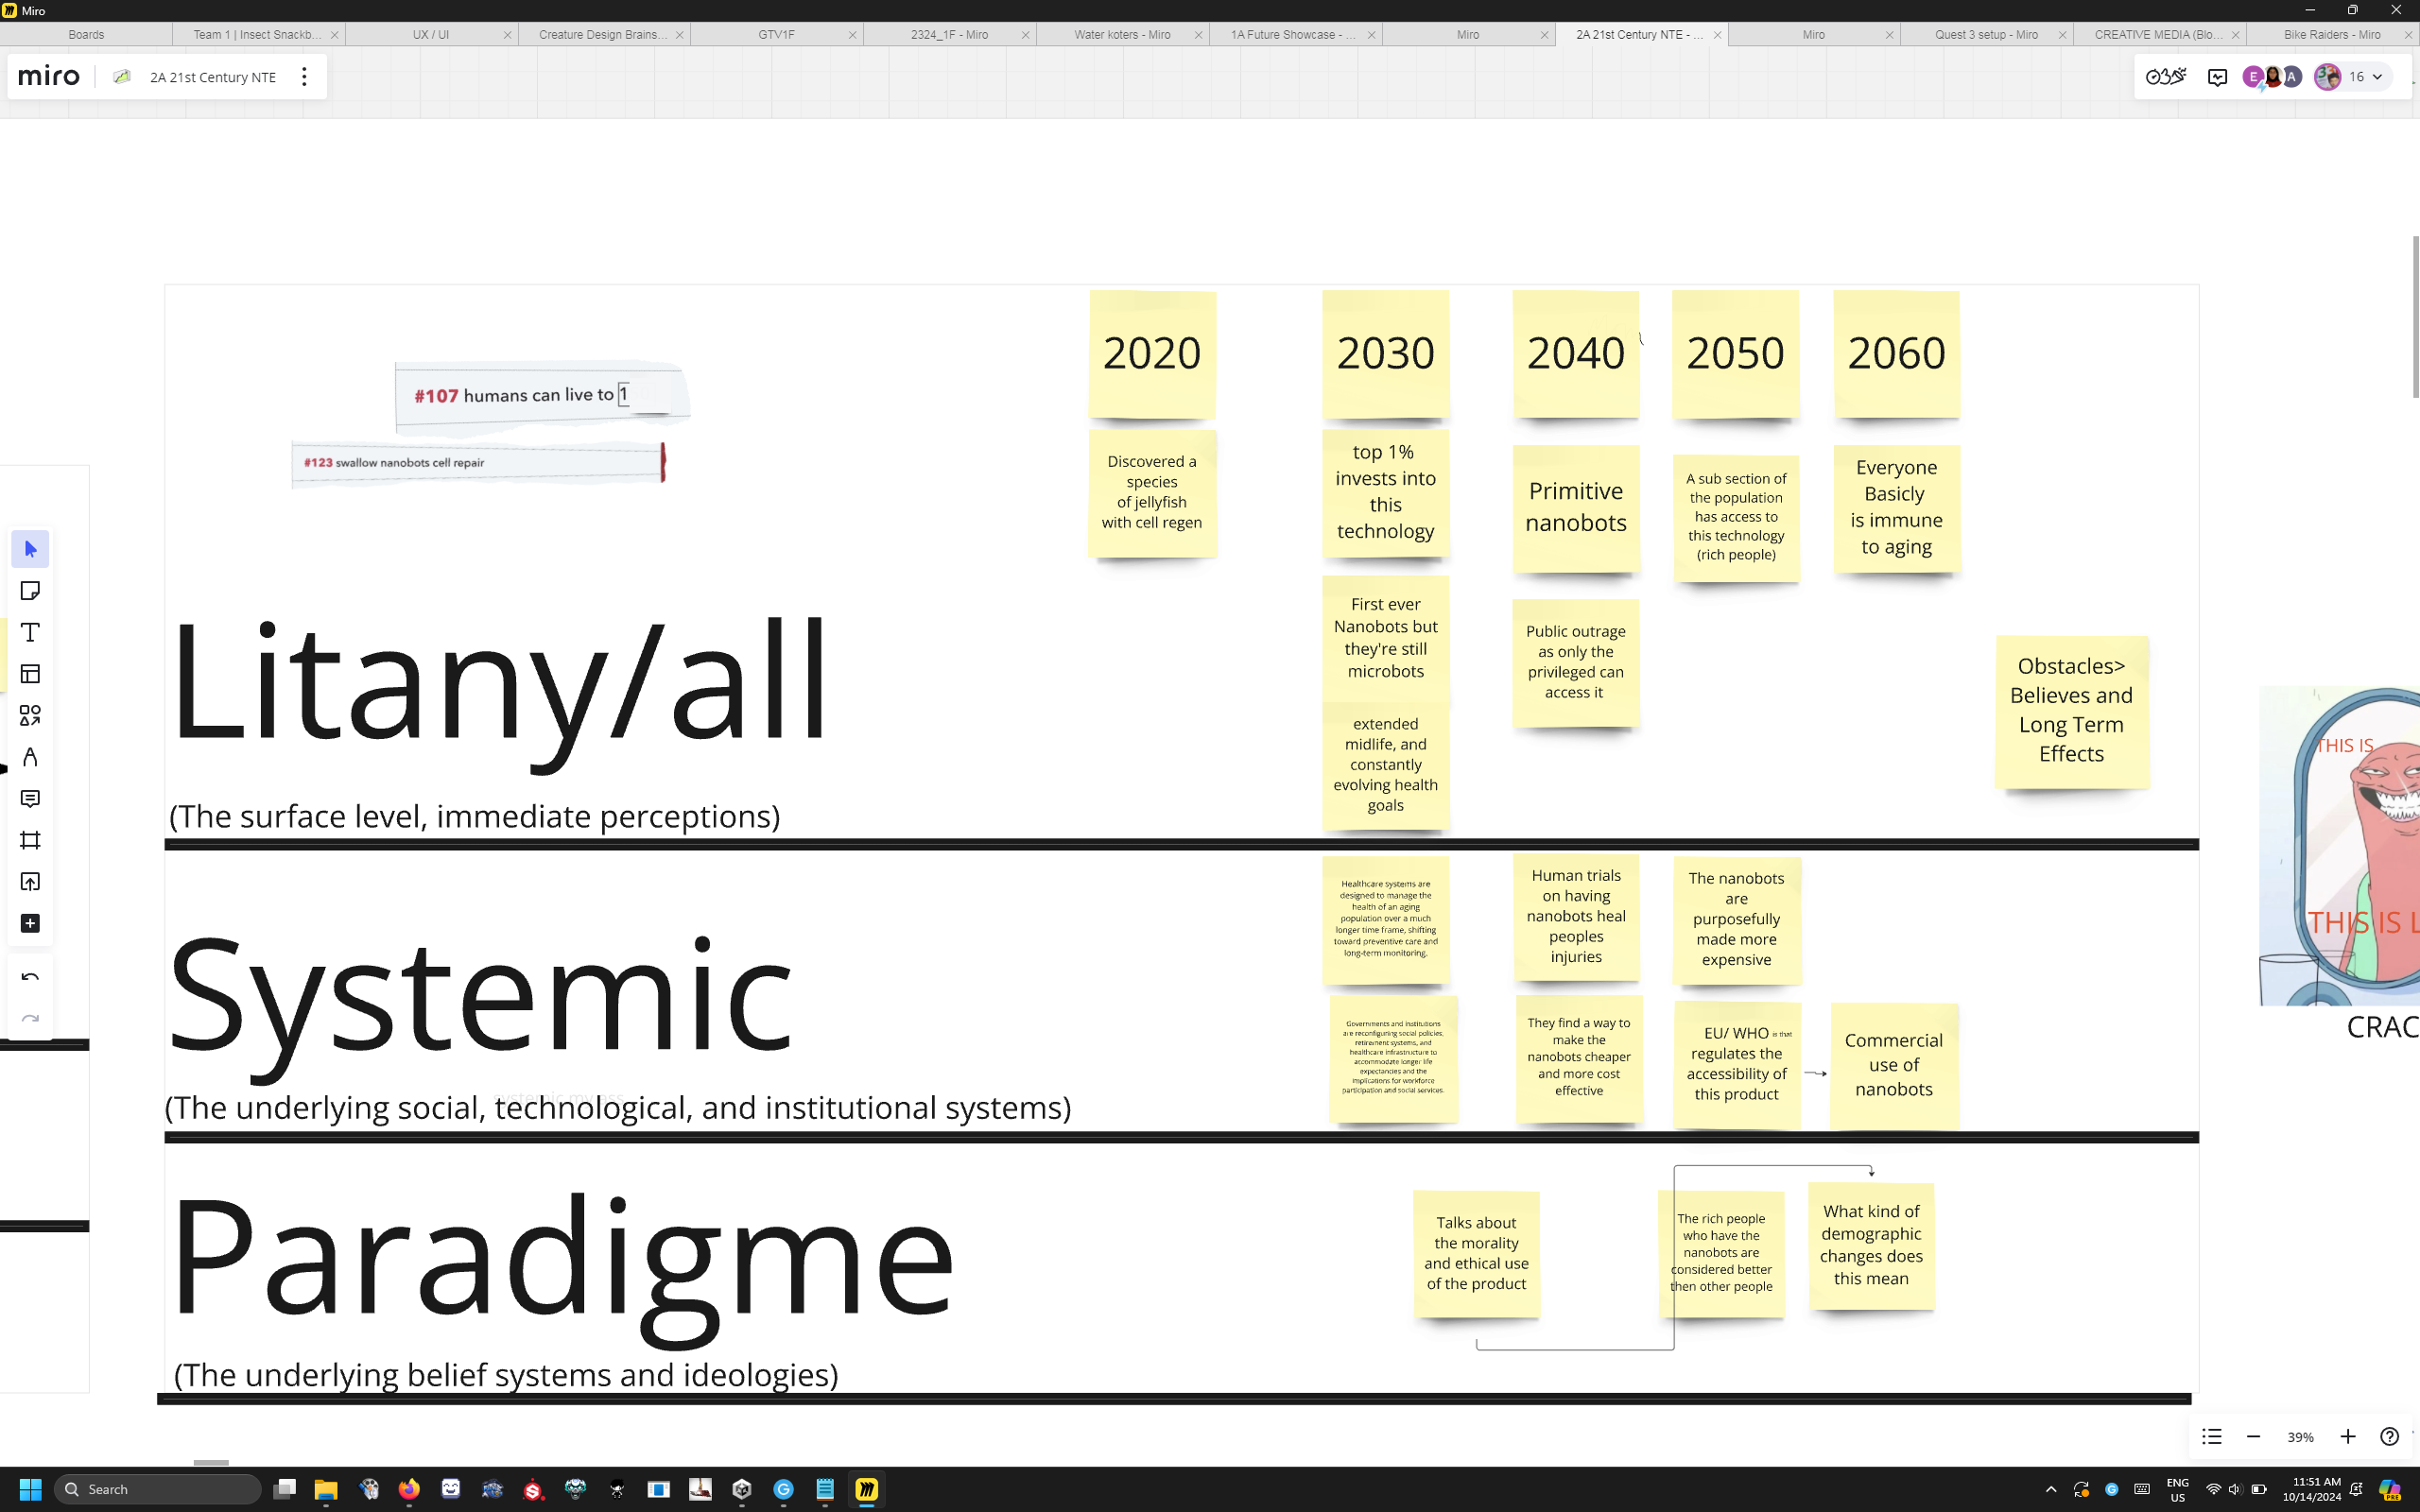 Miro
Boards
Team 1 | Insect Snackb...
UX / UI
Creature Design Brains...
GTV1F
2324_1F - Miro
Water koters - Miro
1A Future Showcase - ...
Miro
2A 21st Century NTE - ...
Miro
Quest 3 setup - Miro
CREATIVE MEDIA (Blo...
Bike Raiders - Miro
miro
2A 21st Century NTE
E
A
16
#107 humans can live to 1
#123 swallow nanobots cell repair
2020
2030
2040
2050
2060
Discovered a
species
of jellyfish
with cell regen
top 1%
invests into
this
technology
Primitive
nanobots
A sub section of
the population
has access to
this technology
(rich people)
Everyone
Basicly
is immune
to aging
First ever
Nanobots but
they're still
microbots
Public outrage
as only the
privileged can
access it
extended
midlife, and
constantly
evolving health
goals
Obstacles>
Believes and
Long Term
Effects
Litany/all
(The surface level, immediate perceptions)
THIS IS
THIS IS L
CRAC
Healthcare systems are
designed to manage the
health of an aging
population over a much
longer time frame, shifting
toward preventive care and
long-term monitoring.
Human trials
on having
nanobots heal
peoples
injuries
The nanobots
are
purposefully
made more
expensive
Governments and institutions
are reconfiguring social policies,
retirement systems, and
healthcare infrastructure to
accommodate longer life
expectancies and the
implications for workforce
participation and social services.
They find a way to
make the
nanobots cheaper
and more cost
effective
EU/ WHO is that
regulates the
accessibility of
this product
Commercial
use of
nanobots
Systemic
systemic my ass
(The underlying social, technological, and institutional systems)
Talks about
the morality
and ethical use
of the product
The rich people
who have the
nanobots are
considered better
then other people
What kind of
demographic
changes does
this mean
Paradigme
(The underlying belief systems and ideologies)
39%
Search
ENG
US
11:51 AM
10/14/2024
PRE